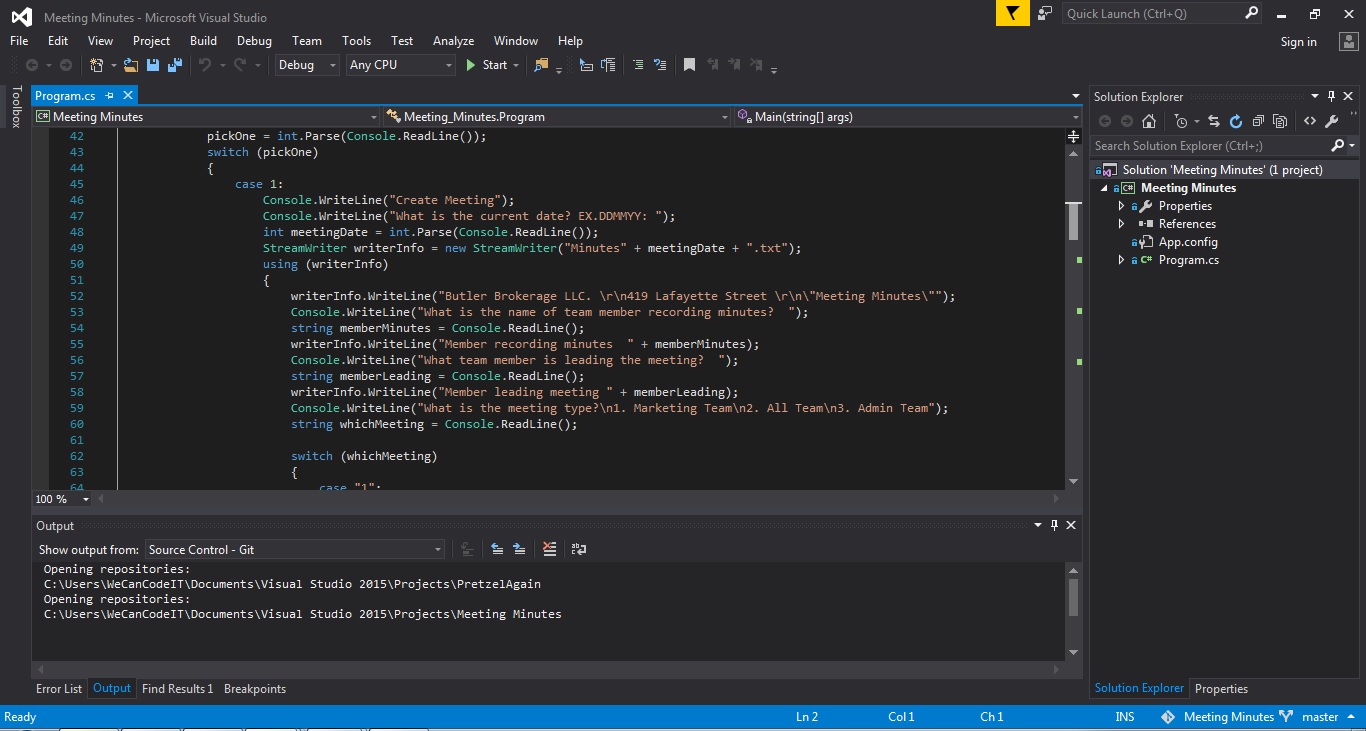 Meeting Minutes - Microsoft Visual Studio
Quick Launch (Ctrl+Q)
File Edit View Project Build Debug Team Tools Test Analyze Window Help
Sign in
Debug Any CPU Start
Toolbox
Program.cs
Meeting Minutes Meeting_Minutes.Program Main(string[] args)
42 pickOne = int.Parse(Console.ReadLine());
43 switch (pickOne)
44 {
45 case 1:
46 Console.WriteLine("Create Meeting");
47 Console.WriteLine("What is the current date? EX.DDMMYY: ");
48 int meetingDate = int.Parse(Console.ReadLine());
49 StreamWriter writerInfo = new StreamWriter("Minutes" + meetingDate + ".txt");
50 using (writerInfo)
51 {
52 writerInfo.WriteLine("Butler Brokerage LLC. \r\n419 Lafayette Street \r\n\"Meeting Minutes\"");
53 Console.WriteLine("What is the name of team member recording minutes?  ");
54 string memberMinutes = Console.ReadLine();
55 writerInfo.WriteLine("Member recording minutes  " + memberMinutes);
56 Console.WriteLine("What team member is leading the meeting?  ");
57 string memberLeading = Console.ReadLine();
58 writerInfo.WriteLine("Member leading meeting " + memberLeading);
59 Console.WriteLine("What is the meeting type?\n1. Marketing Team\n2. All Team\n3. Admin Team");
60 string whichMeeting = Console.ReadLine();
61
62 switch (whichMeeting)
63 {
64 case "1":
100 %
Output
Show output from: Source Control - Git
Opening repositories:
C:\Users\WeCanCodeIT\Documents\Visual Studio 2015\Projects\PretzelAgain
Opening repositories:
C:\Users\WeCanCodeIT\Documents\Visual Studio 2015\Projects\Meeting Minutes
Error List Output Find Results 1 Breakpoints
Solution Explorer
Search Solution Explorer (Ctrl+;)
Solution 'Meeting Minutes' (1 project)
C# Meeting Minutes
Properties
References
App.config
C# Program.cs
Solution Explorer Properties
Ready Ln 2 Col 1 Ch 1 INS Meeting Minutes master